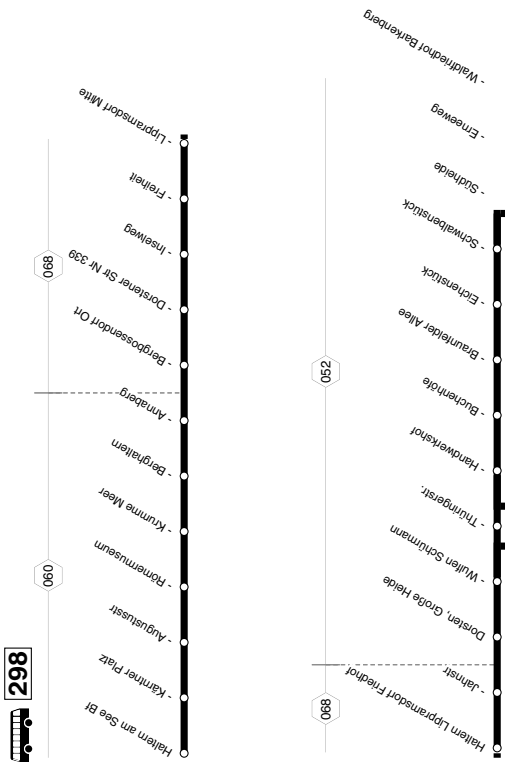 298
060
068
Haltern am See Bf
- Kärntner Platz
- Augustusstr
- Römermuseum
- Krumme Meer
- Berghaltern
- Annaberg
- Bergbossendorf Ort
- Dorstener Str Nr 339
- Inselweg
- Freiheit
- Lippramsdorf Mitte
068
052
Haltern Lippramsdorf Friedhof
- Jahnstr
Dorsten, Große Heide
- Wulfen Schürmann
- Thüringerstr.
- Handwerkshof
- Buchenhöfe
- Braunfelder Allee
- Eichenstück
- Schwalbenstück
- Südheide
- Erneeweg
- Waldfriedhof Barkenberg